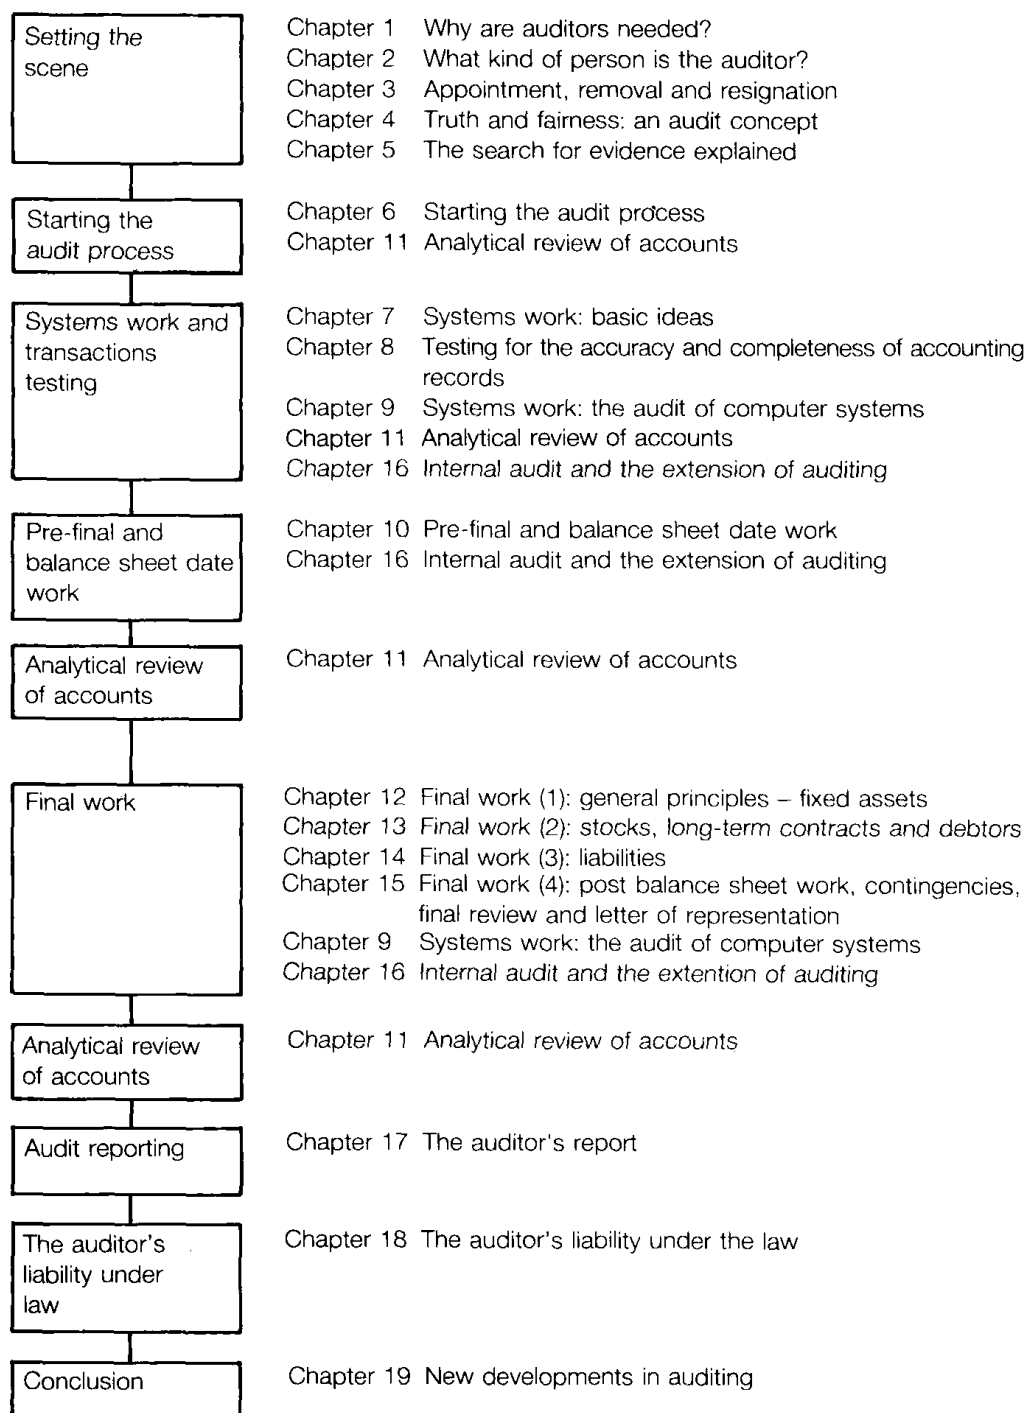 Setting the
scene
Chapter 1 Why are auditors needed?
Chapter 2 What kind of person is the auditor?
Chapter 3 Appointment, removal and resignation
Chapter 4 Truth and fairness: an audit concept
Chapter 5 The search for evidence explained
Starting the
audit process
Chapter 6 Starting the audit process
Chapter 11 Analytical review of accounts
Systems work and
transactions
testing
Chapter 7 Systems work: basic ideas
Chapter 8 Testing for the accuracy and completeness of accounting
records
Chapter 9 Systems work: the audit of computer systems
Chapter 11 Analytical review of accounts
Chapter 16 Internal audit and the extension of auditing
Pre-final and
balance sheet date
work
Chapter 10 Pre-final and balance sheet date work
Chapter 16 Internal audit and the extension of auditing
Analytical review
of accounts
Chapter 11 Analytical review of accounts
Final work
Chapter 12 Final work (1): general principles – fixed assets
Chapter 13 Final work (2): stocks, long-term contracts and debtors
Chapter 14 Final work (3): liabilities
Chapter 15 Final work (4): post balance sheet work, contingencies,
final review and letter of representation
Chapter 9 Systems work: the audit of computer systems
Chapter 16 Internal audit and the extention of auditing
Analytical review
of accounts
Chapter 11 Analytical review of accounts
Audit reporting
Chapter 17 The auditor's report
The auditor's
liability under
law
Chapter 18 The auditor's liability under the law
Conclusion
Chapter 19 New developments in auditing